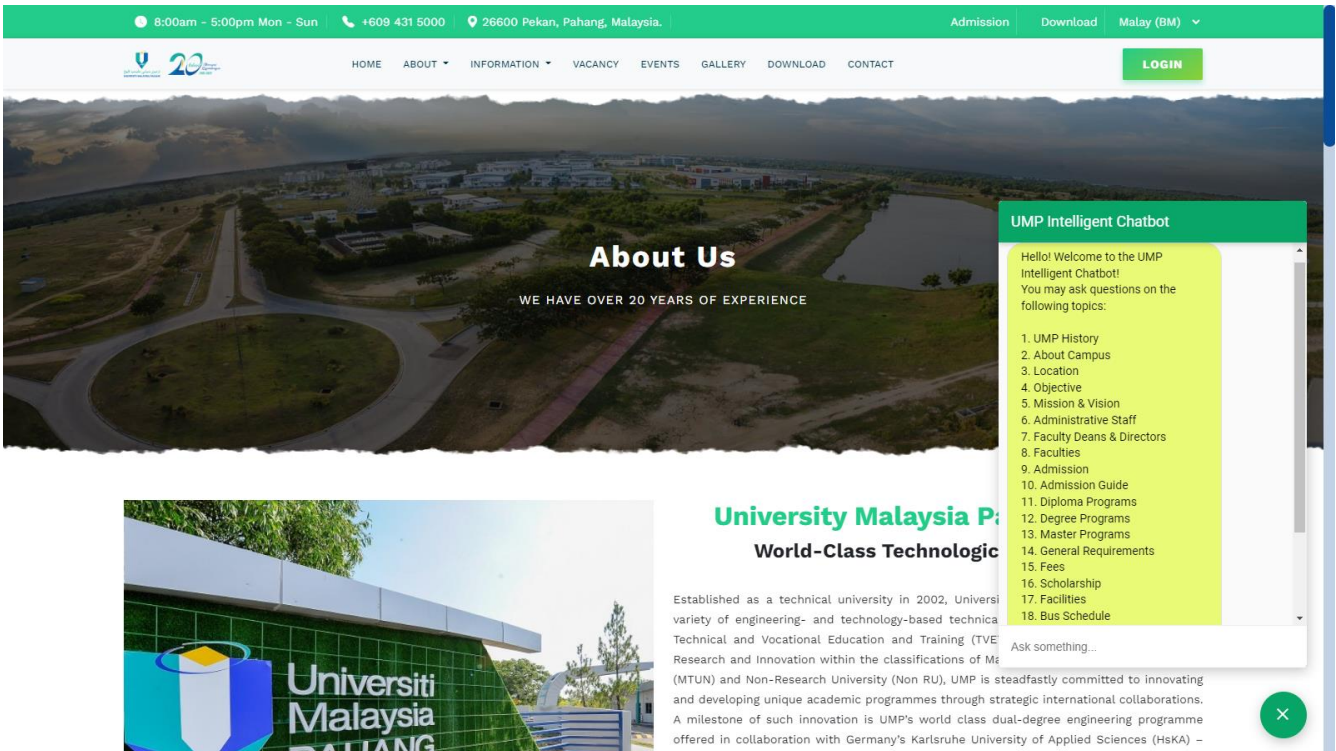 8:00am - 5:00pm Mon - Sun
+609 431 5000
26600 Pekan, Pahang, Malaysia.
Admission
Download
Malay (BM)
20
HOME
ABOUT
INFORMATION
VACANCY
EVENTS
GALLERY
DOWNLOAD
CONTACT
LOGIN
About Us
WE HAVE OVER 20 YEARS OF EXPERIENCE
University Malaysia
World-Class
Established as a technical university in 2002,
variety of engineering- and technology-based
Technical and Vocational Education and Training
Research and Innovation within the classifications of
(MTUN) and Non-Research University (Non RU), UMP is steadfastly committed to innovating
and developing unique academic programmes through strategic international collaborations.
A milestone of such innovation is UMP's world class dual-degree engineering programme
offered in collaboration with Germany's Karlsruhe University of Applied Sciences (HsKA) –
Universiti
Malaysia
PAHANG
UMP Intelligent Chatbot
Hello! Welcome to the UMP
Intelligent Chatbot!
You may ask questions on the
following topics:
1. UMP History
2. About Campus
3. Location
4. Objective
5. Mission & Vision
6. Administrative Staff
7. Faculty Deans & Directors
8. Faculties
9. Admission
10. Admission Guide
11. Diploma Programs
12. Degree Programs
13. Master Programs
14. General Requirements
15. Fees
16. Scholarship
17. Facilities
18. Bus Schedule
Ask something...